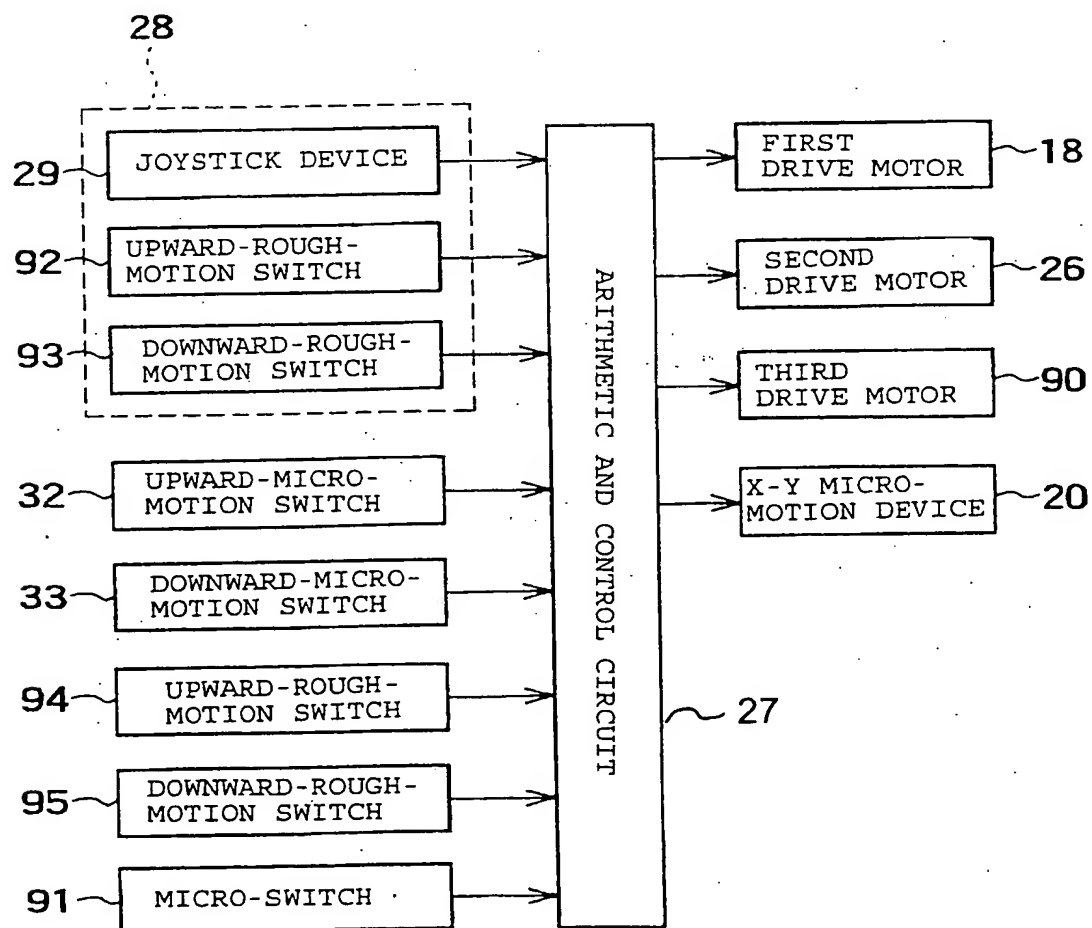 28
29
JOYSTICK DEVICE
92
UPWARD-ROUGH-
MOTION SWITCH
93
DOWNWARD-ROUGH-
MOTION SWITCH
32
UPWARD-MICRO-
MOTION SWITCH
33
DOWNWARD-MICRO-
MOTION SWITCH
94
UPWARD-ROUGH-
MOTION SWITCH
95
DOWNWARD-ROUGH-
MOTION SWITCH
91
MICRO-SWITCH
ARITHMETIC AND CONTROL CIRCUIT
27
FIRST
DRIVE MOTOR
18
SECOND
DRIVE MOTOR
26
THIRD
DRIVE MOTOR
90
X-Y MICRO-
MOTION DEVICE
20